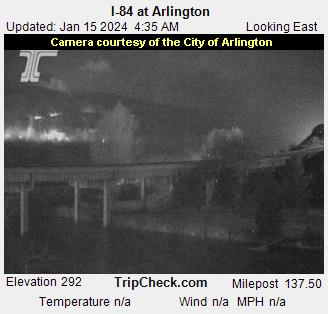 I-84 at Arlington
Updated: Jan 15 2024 4:35 AM Looking East
Camera courtesy of the City of Arlington
Elevation 292 TripCheck.com Milepost 137.50
Temperature n/a Wind n/a MPH n/a